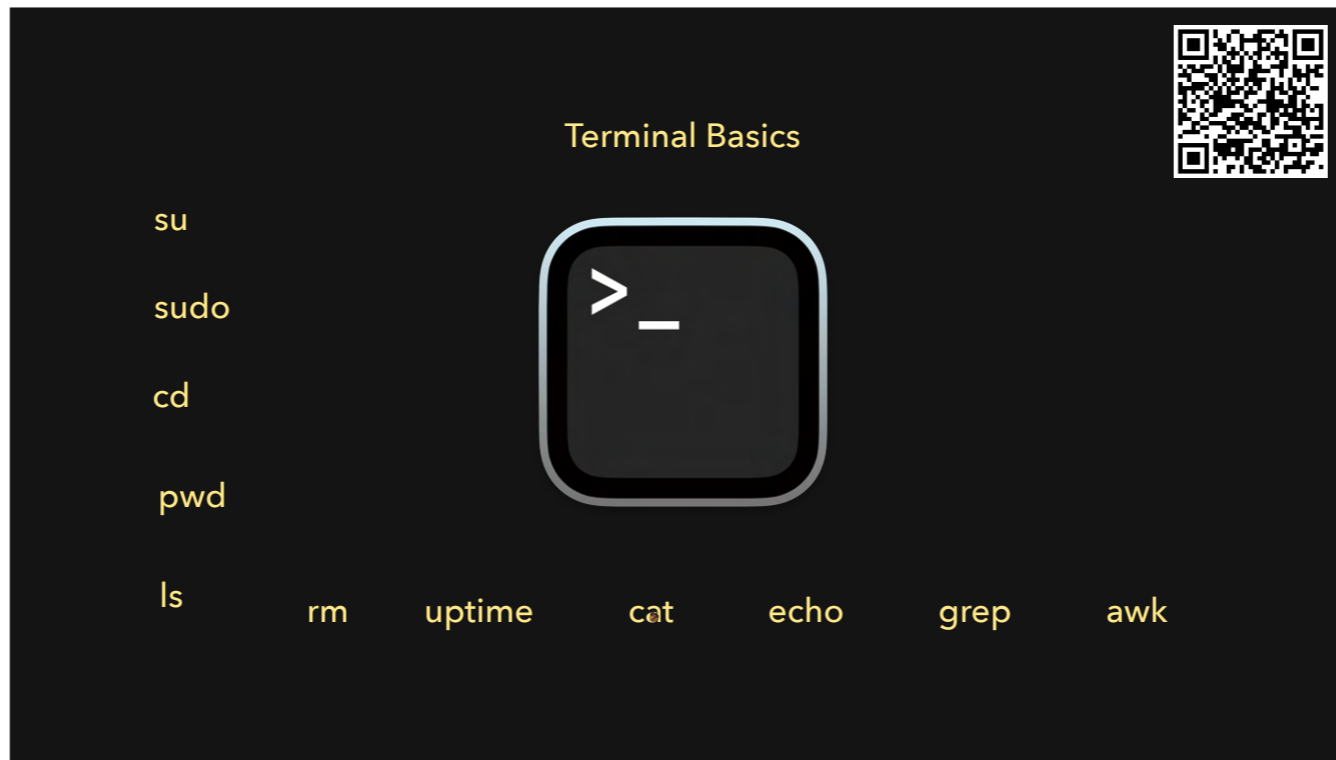 Terminal Basics
su
>_
sudo
cd
pwd
ls
rm uptime cat echo grep awk